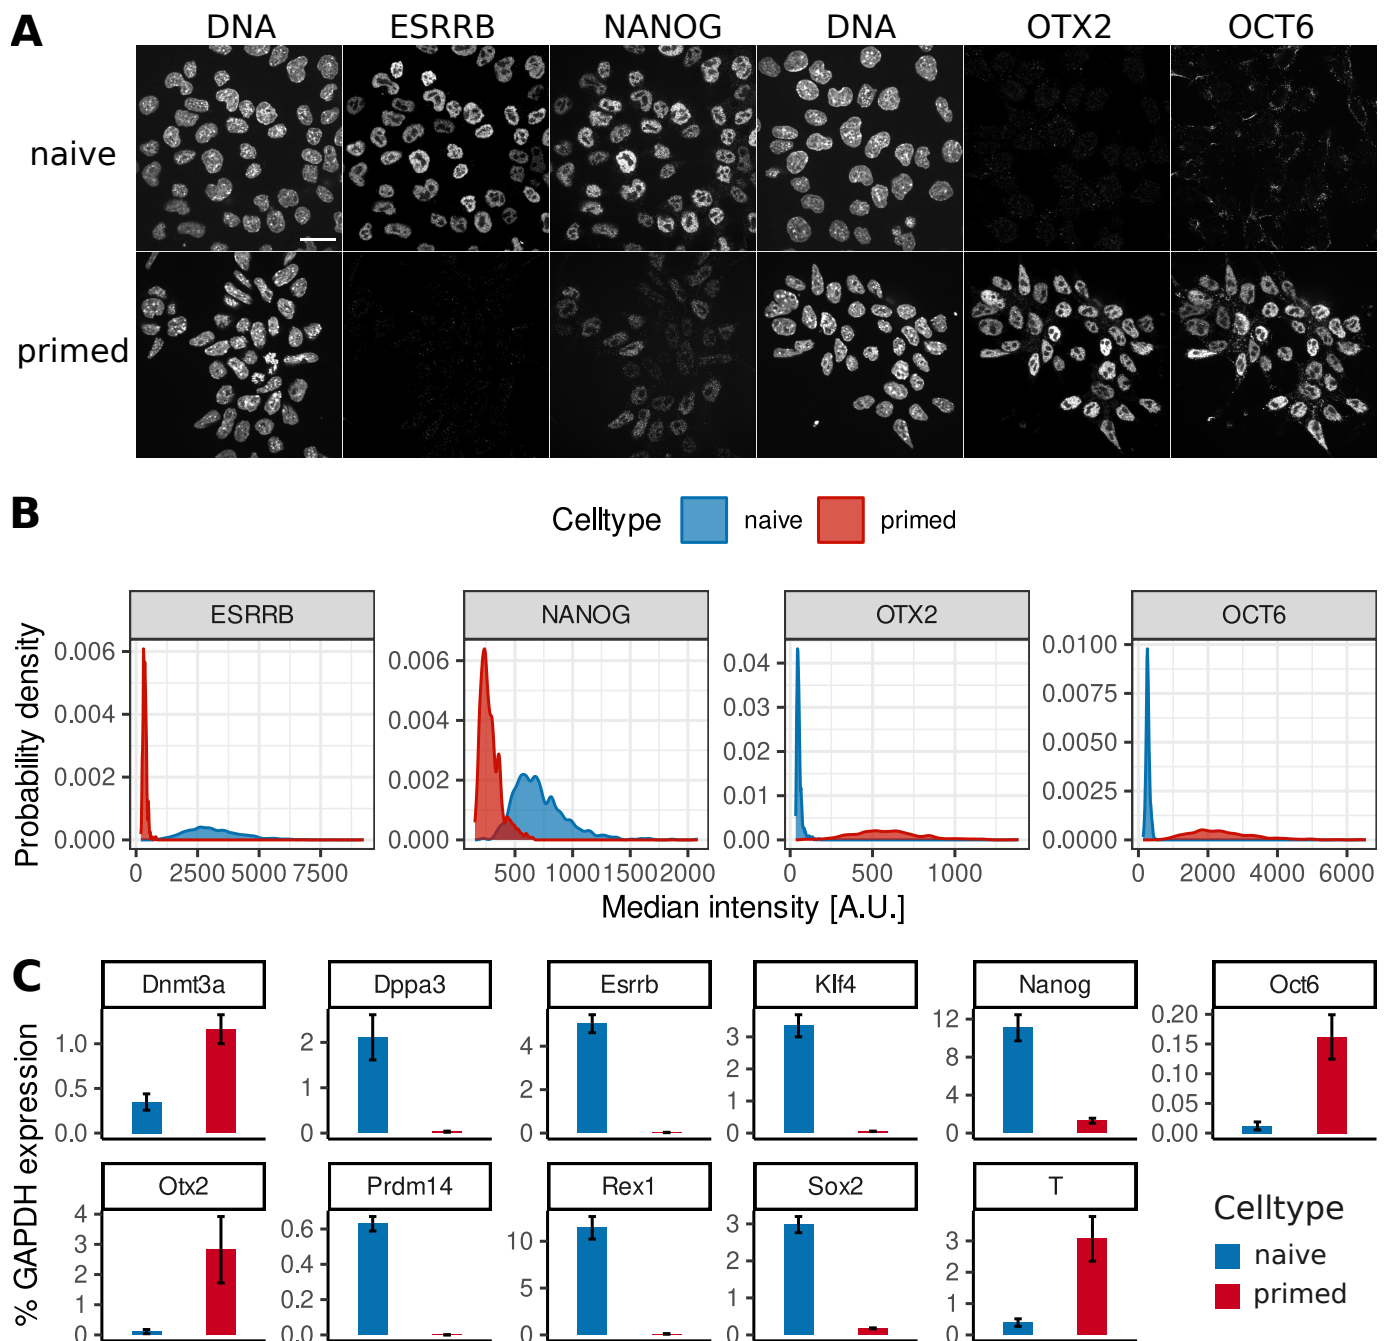 A
DNA ESRRB NANOG DNA OTX2 OCT6
naive
primed
B
Celltype naive primed
ESRRB NANOG OTX2 OCT6
Probability density
0.006 0.004 0.002 0.000
0 2500 5000 7500
0.006 0.004 0.002 0.000
500 1000 1500 2000
0.04 0.03 0.02 0.01 0.00
0 500 1000
0.0100 0.0075 0.0050 0.0025 0.0000
0 2000 4000 6000
Median intensity [A.U.]
C
% GAPDH expression
Dnmt3a Dppa3 Esrrb Klf4 Nanog Oct6
1.0 0.5 0.0
2 1 0
4 2 0
3 2 1 0
12 8 4 0
0.20 0.15 0.10 0.05 0.00
Otx2 Prdm14 Rex1 Sox2 T
4 3 2 1 0
0.6 0.4 0.2 0.0
10 5 0
3 2 1 0
3 2 1 0
Celltype
naive
primed